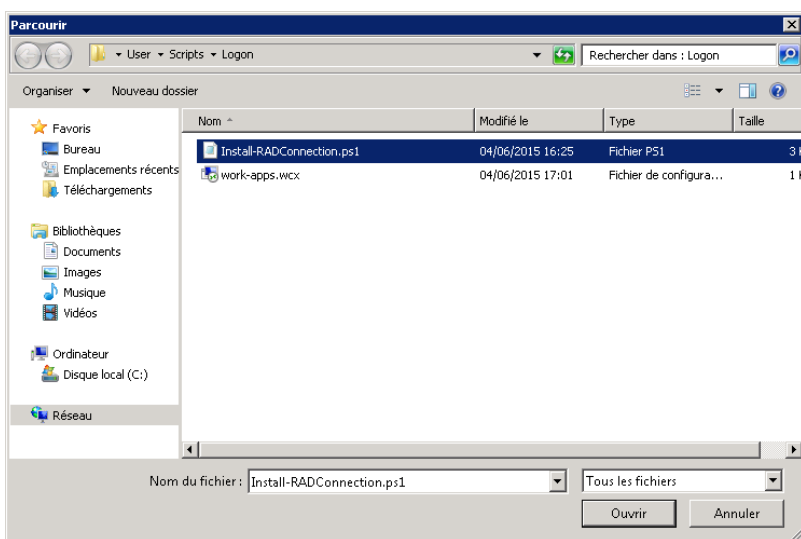 Parcourir
User Scripts Logon
Rechercher dans : Logon
Organiser Nouveau dossier
Nom Modifié le Type Taille
Favoris
Bureau
Emplacements récents
Téléchargements
Bibliothèques
Documents
Images
Musique
Vidéos
Ordinateur
Disque local (C:)
Réseau
Install-RADConnection.ps1 04/06/2015 16:25 Fichier PS1 3
work-apps.wcx 04/06/2015 17:01 Fichier de configura... 1
Nom du fichier : Install-RADConnection.ps1 Tous les fichiers
Ouvrir Annuler